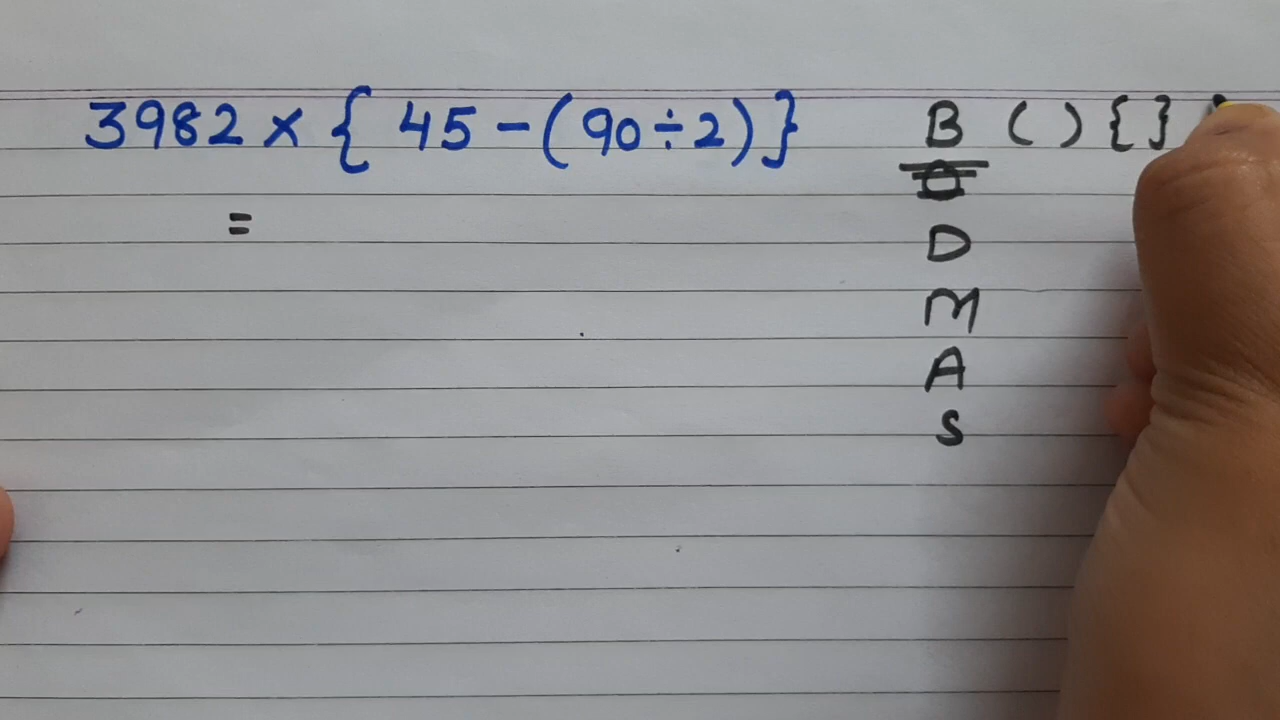 3982 × { 45 - (90 ÷ 2) }
B ( ) { }
O
=
D
M
A
S